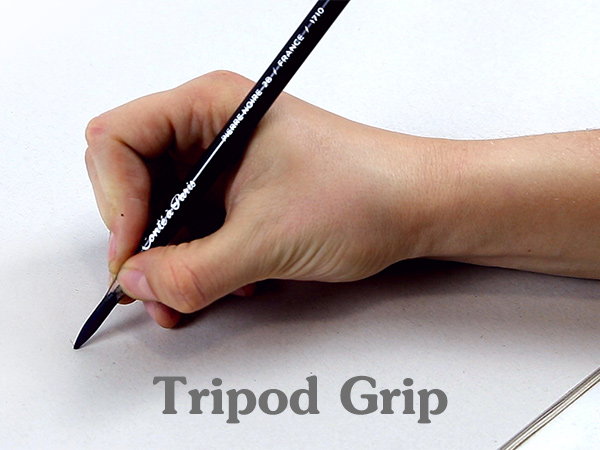 Conté à Paris PIERRE NOIRE 2B / FRANCE / 1710
Tripod Grip